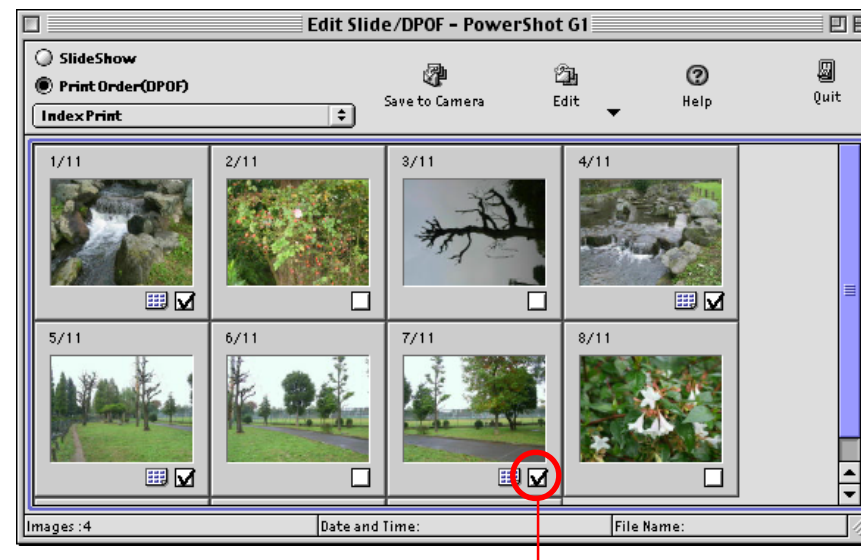 Edit Slide/DPOF - PowerShot G1
SlideShow
Print Order(DPOF)
IndexPrint
Save to Camera
Edit
Help
Quit
1/11
2/11
3/11
4/11
5/11
6/11
7/11
8/11
Images :4
Date and Time:
File Name: